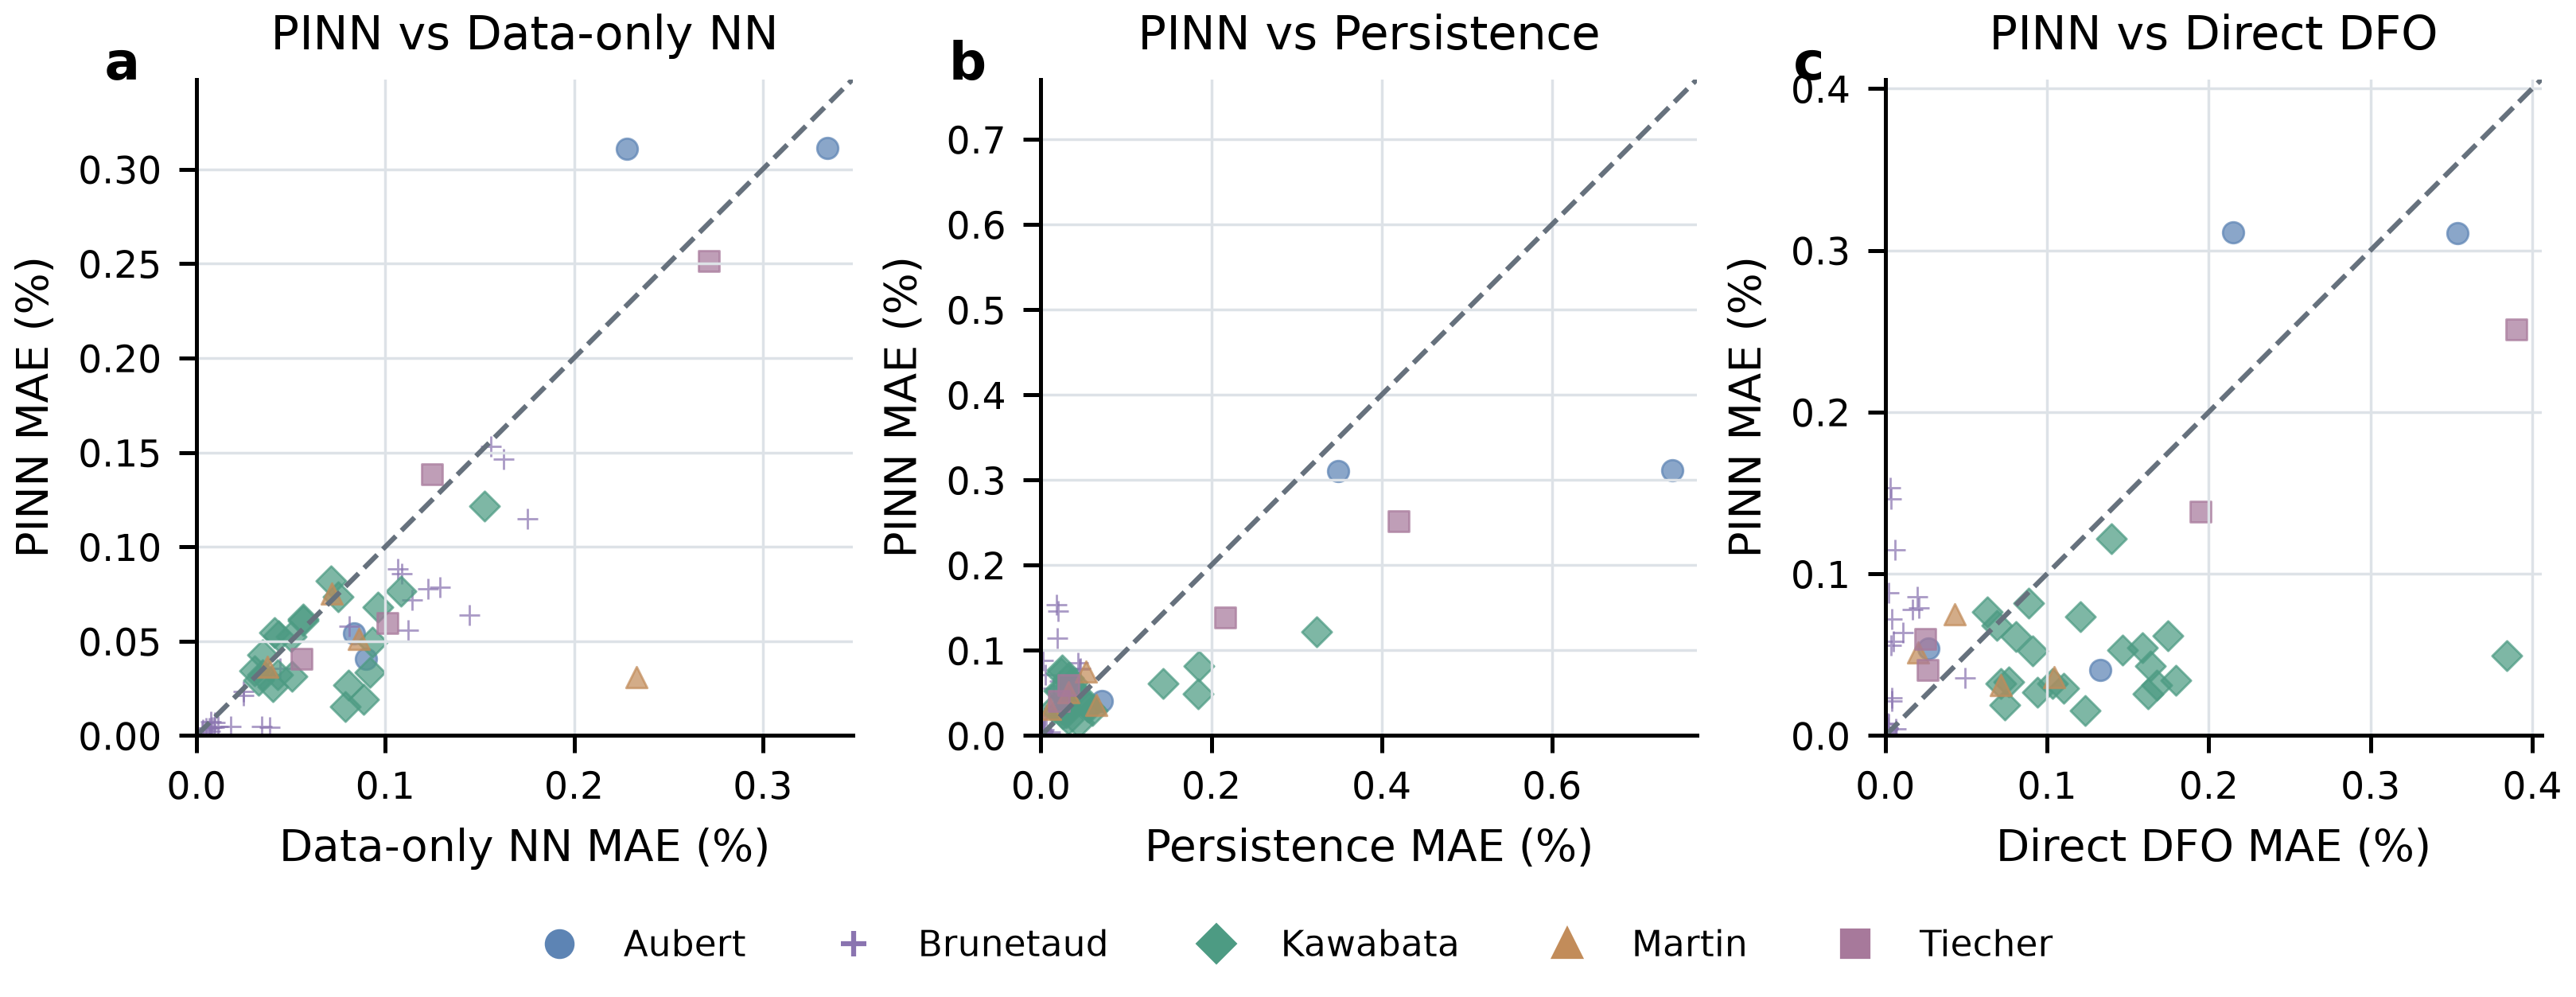 PINN vs Data-only NN
a
PINN MAE (%)
0.30
0.25
0.20
0.15
0.10
0.05
0.00
0.0 0.1 0.2 0.3
Data-only NN MAE (%)
PINN vs Persistence
b
PINN MAE (%)
0.7
0.6
0.5
0.4
0.3
0.2
0.1
0.0
0.0 0.2 0.4 0.6
Persistence MAE (%)
PINN vs Direct DFO
c
PINN MAE (%)
0.4
0.3
0.2
0.1
0.0
0.0 0.1 0.2 0.3 0.4
Direct DFO MAE (%)
Aubert Brunetaud Kawabata Martin Tiecher